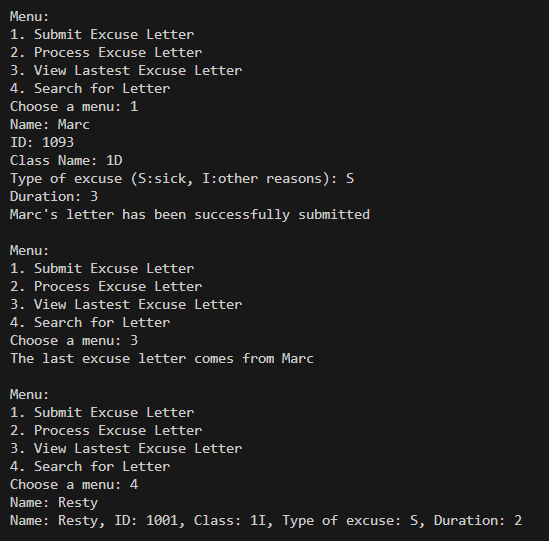 Menu:
1. Submit Excuse Letter
2. Process Excuse Letter
3. View Lastest Excuse Letter
4. Search for Letter
Choose a menu: 1
Name: Marc
ID: 1093
Class Name: 1D
Type of excuse (S:sick, I:other reasons): S
Duration: 3
Marc's letter has been successfully submitted

Menu:
1. Submit Excuse Letter
2. Process Excuse Letter
3. View Lastest Excuse Letter
4. Search for Letter
Choose a menu: 3
The last excuse letter comes from Marc

Menu:
1. Submit Excuse Letter
2. Process Excuse Letter
3. View Lastest Excuse Letter
4. Search for Letter
Choose a menu: 4
Name: Resty
Name: Resty, ID: 1001, Class: 1I, Type of excuse: S, Duration: 2